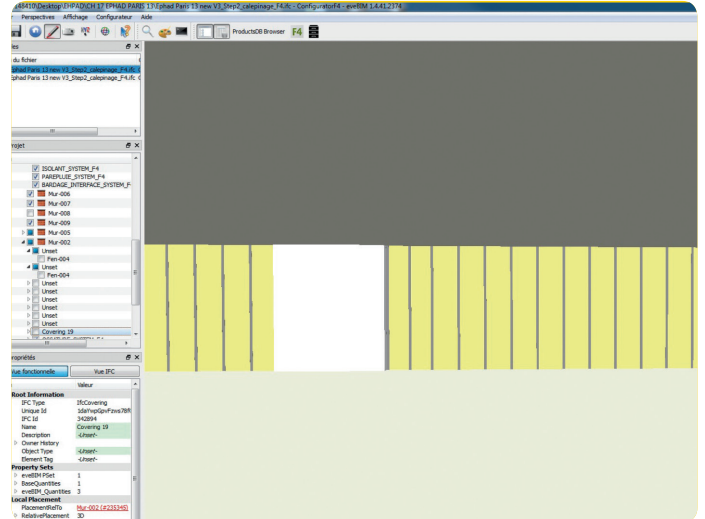 :\48410\Desktop\EHPAD\CH 17 EPHAD PARIS 13\Ephad Paris 13 new V3_Step2_calepinage_F4.ifc - ConfiguratorF4 - eveBIM 1.4.41.2374
Perspectives Affichage Configurateur Aide
XYZ ProductsDB Browser F4
du fichier
Ephad Paris 13 new V3_Step2_calepinage_F4.ifc
Ephad Paris 13 new V3_Step2_calepinage_F4.ifc
rojet
ISOLANT_SYSTEM_F4
PAREPLUIE_SYSTEM_F4
BARDAGE_INTERFACE_SYSTEM_F
Mur-006
Mur-007
Mur-008
Mur-009
Mur-005
Mur-002
Unset
Fen-004
Unset
Fen-004
Unset
Unset
Unset
Unset
Unset
Unset
Covering 19
ropriétés
Vue fonctionnelle Vue IFC
Valeur
Root Information
IFC Type IfcCovering
Unique Id
IFC Id 342894
Name Covering 19
Description -Unset-
Owner History
Object Type -Unset-
Element Tag -Unset-
Property Sets
eveBIM PSet 1
BaseQuantities 1
eveBIM_Quantities 3
Local Placement
PlacementRelTo Mur-002 (#235345)
RelativePlacement 3D